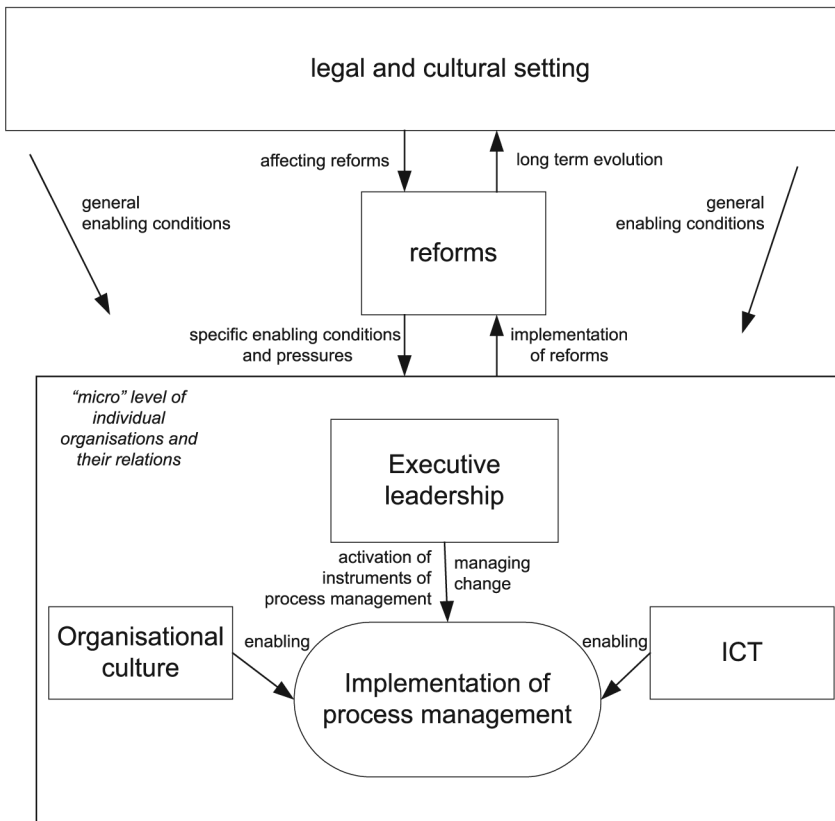 legal and cultural setting
affecting reforms
long term evolution
general
enabling conditions
general
enabling conditions
reforms
specific enabling conditions
and pressures
implementation
of reforms
“micro” level of
individual
organisations and
their relations
Executive
leadership
activation of
instruments of
process management
managing
change
Organisational
culture
enabling
enabling
ICT
Implementation of
process management